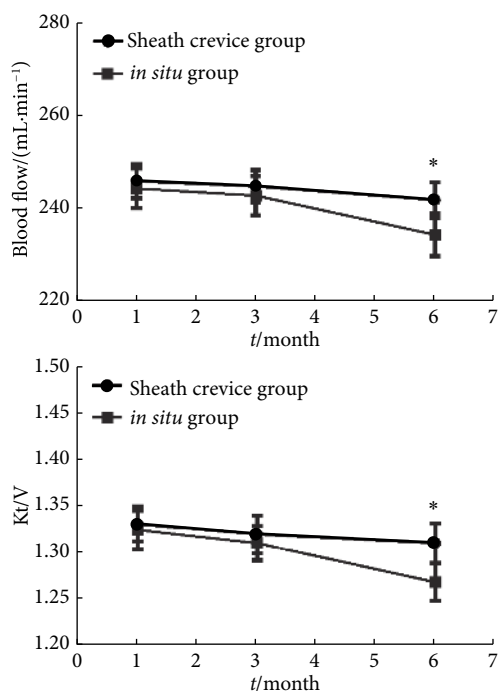 280
260
240
220
Blood flow/(mL·min⁻¹)
Sheath crevice group
in situ group
*
0 1 2 3 4 5 6 7
t/month
1.50
1.45
1.40
1.35
1.30
1.25
1.20
Kt/V
Sheath crevice group
in situ group
*
0 1 2 3 4 5 6 7
t/month